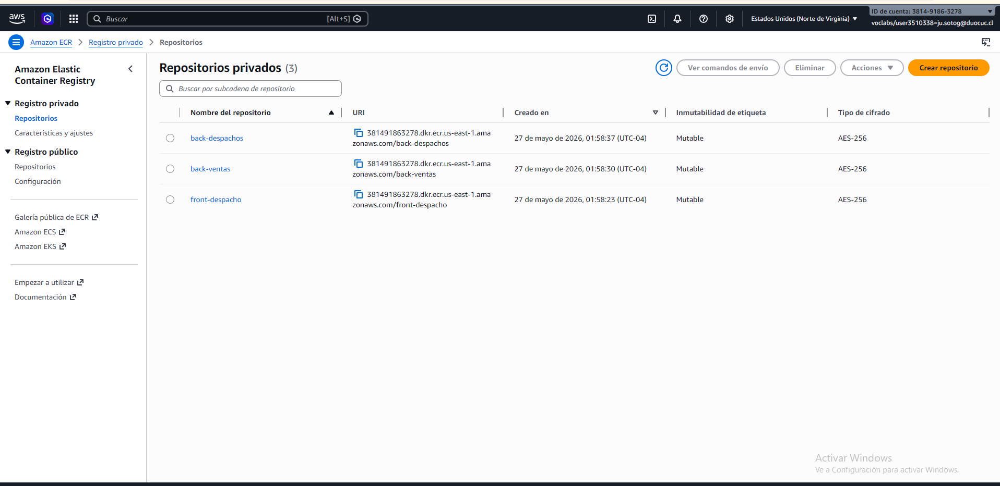 aws
Buscar
[Alt+S]
Estados Unidos (Norte de Virginia)
ID de cuenta: 3814-9186-3278
voclabs/user3510338=ju.sotog@duocuc.cl
Amazon ECR
Registro privado
Repositorios
Amazon Elastic
Container Registry
Registro privado
Repositorios
Características y ajustes
Registro público
Repositorios
Configuración
Galería pública de ECR
Amazon ECS
Amazon EKS
Empezar a utilizar
Documentación
Repositorios privados (3)
Ver comandos de envío
Eliminar
Acciones
Crear repositorio
Buscar por subcadena de repositorio
Nombre del repositorio
URI
Creado en
Inmutabilidad de etiqueta
Tipo de cifrado
back-despachos
381491863278.dkr.ecr.us-east-1.ama
zonaws.com/back-despachos
27 de mayo de 2026, 01:58:37 (UTC-04)
Mutable
AES-256
back-ventas
381491863278.dkr.ecr.us-east-1.ama
zonaws.com/back-ventas
27 de mayo de 2026, 01:58:30 (UTC-04)
Mutable
AES-256
front-despacho
381491863278.dkr.ecr.us-east-1.ama
zonaws.com/front-despacho
27 de mayo de 2026, 01:58:23 (UTC-04)
Mutable
AES-256
Activar Windows
Ve a Configuración para activar Windows.